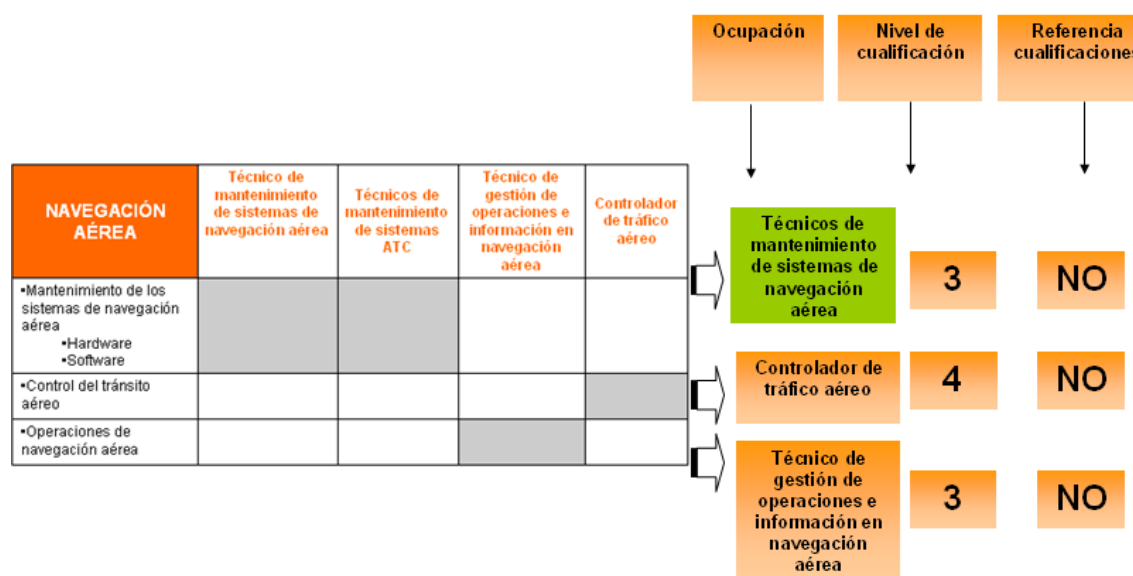 Ocupación
Nivel de
cualificación
Referencia
cualificaciones
NAVEGACIÓN
AÉREA
Técnico de
mantenimiento
de sistemas de
navegación aérea
Técnicos de
mantenimiento
de sistemas
ATC
Técnico de
gestión de
operaciones e
información en
navegación
aérea
Controlador
de tráfico
aéreo
•Mantenimiento de los
sistemas de navegación
aérea
•Hardware
•Software
•Control del tránsito
aéreo
•Operaciones de
navegación aérea
Técnicos de
mantenimiento
de sistemas de
navegación
aérea
3
NO
Controlador de
tráfico aéreo
4
NO
Técnico de
gestión de
operaciones e
información en
navegación
aérea
3
NO